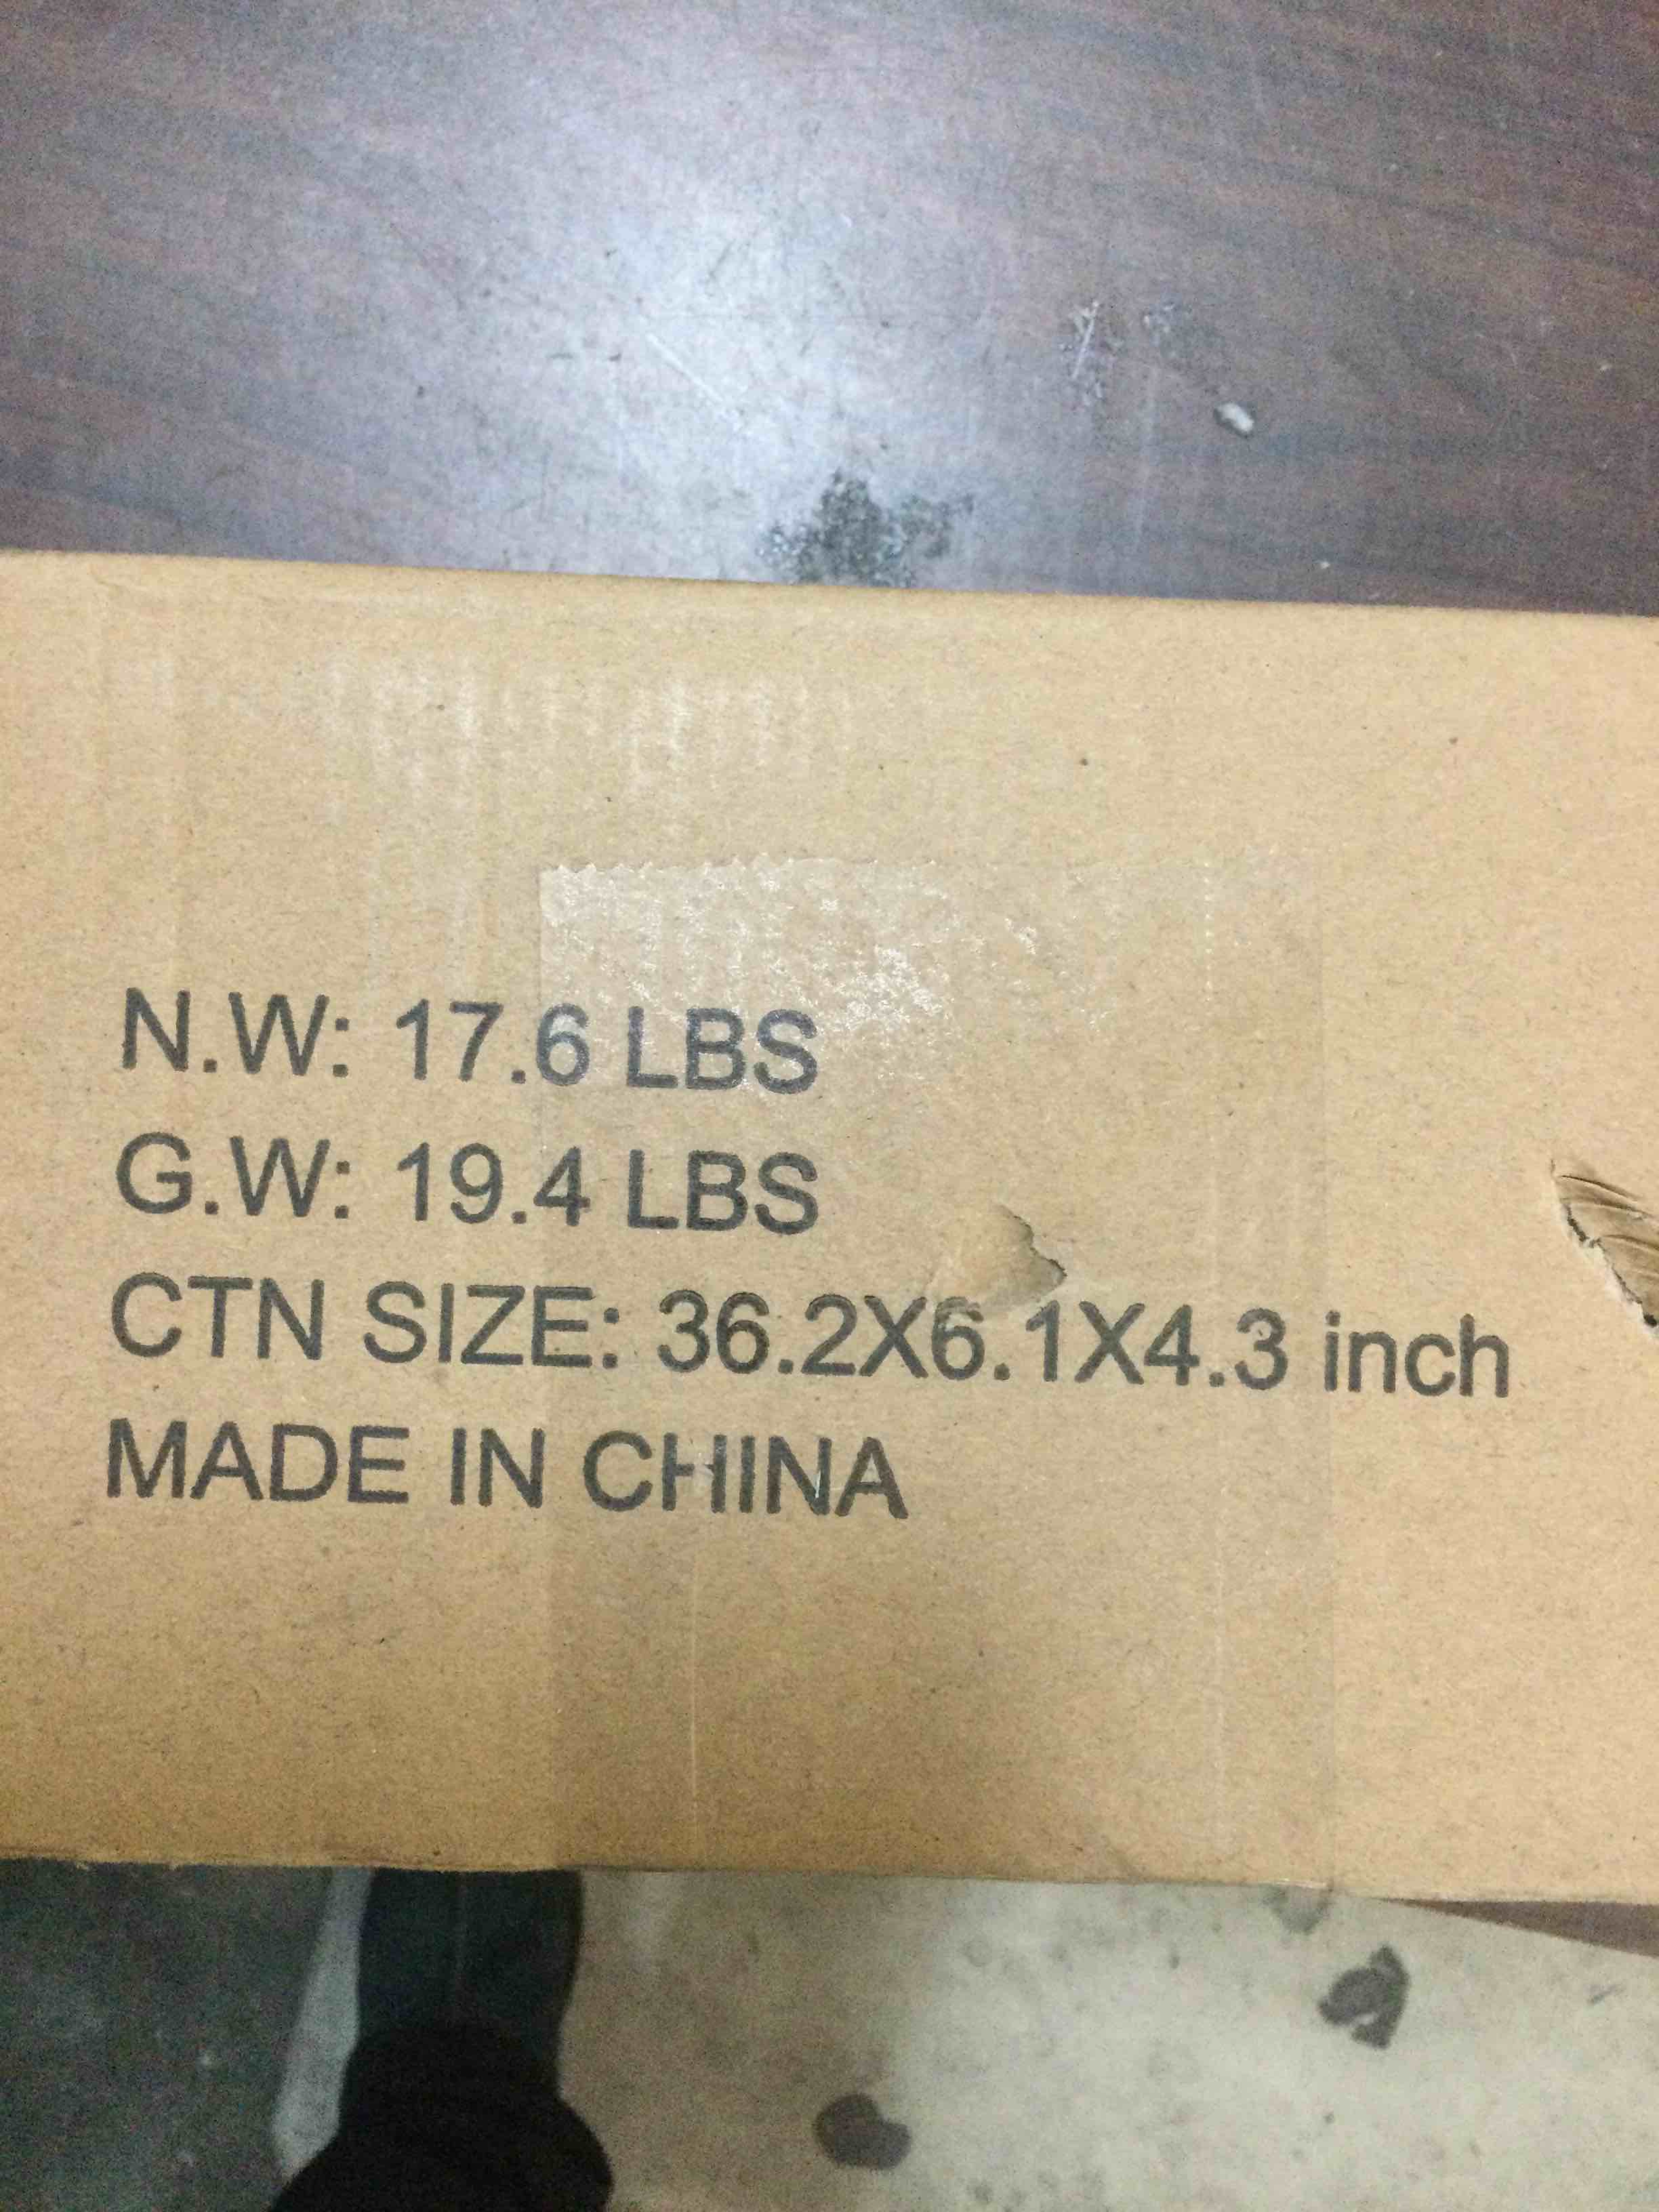 N.W: 17.6 LBS
G.W: 19.4 LBS
CTN SIZE: 36.2X6.1X4.3 inch
MADE IN CHINA